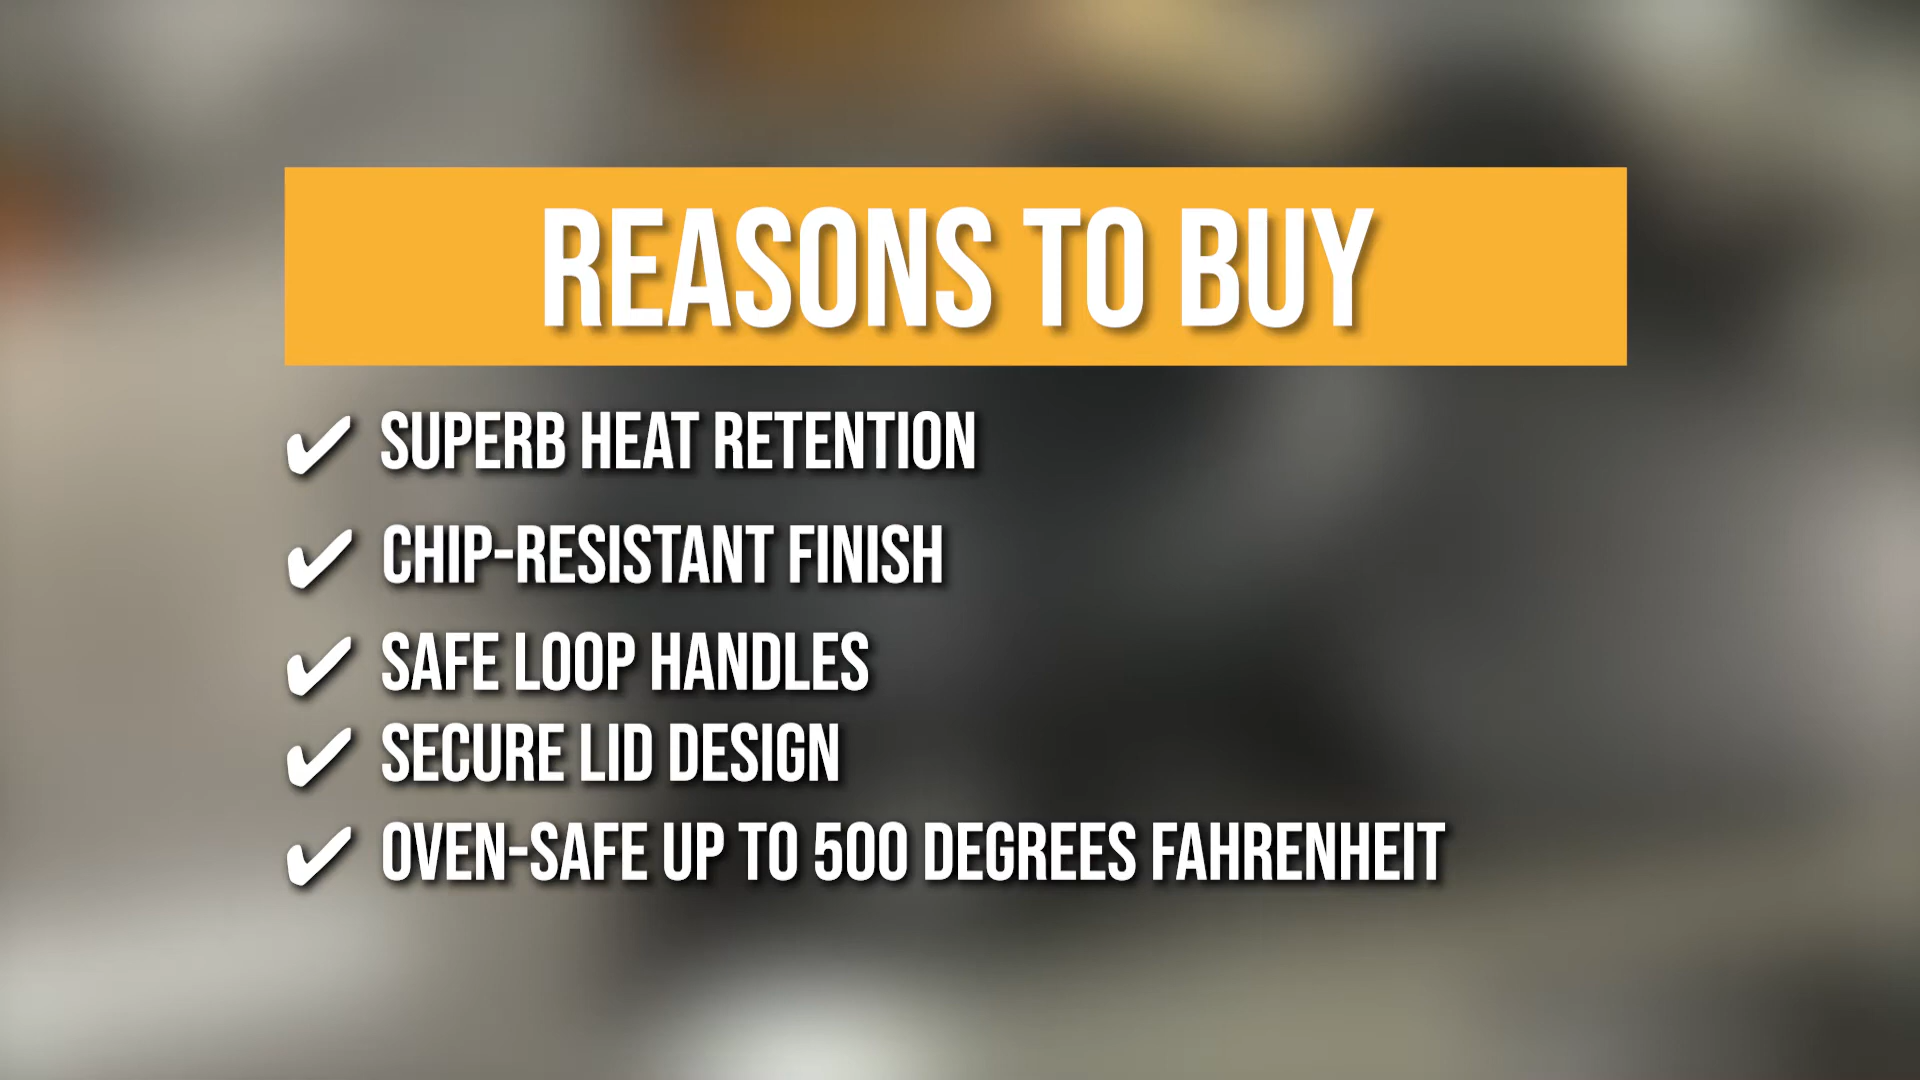 REASONS TO BUY
✔ SUPERB HEAT RETENTION
✔ CHIP-RESISTANT FINISH
✔ SAFE LOOP HANDLES
✔ SECURE LID DESIGN
✔ OVEN-SAFE UP TO 500 DEGREES FAHRENHEIT